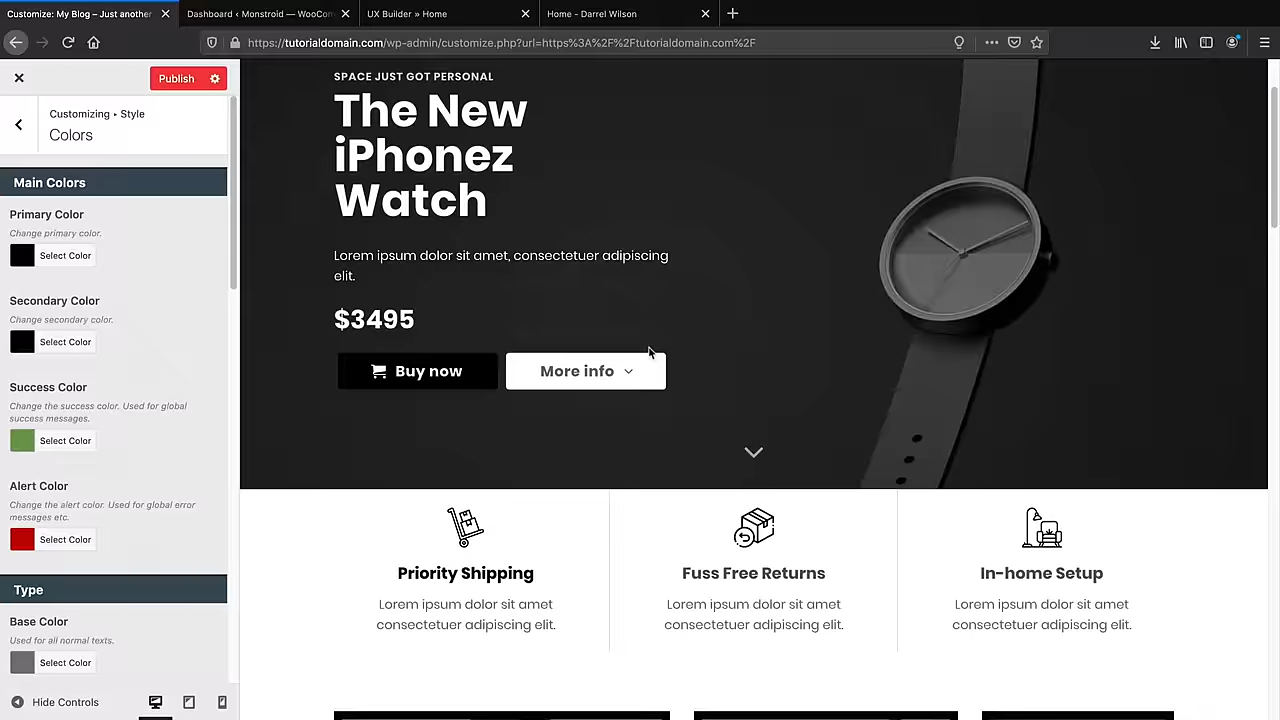 Customize: My Blog – Just another
Dashboard ‹ Monstroid — WooCom
UX Builder » Home
Home - Darrel Wilson
https://tutorialdomain.com/wp-admin/customize.php?url=https%3A%2F%2Ftutorialdomain.com%2F
Publish
Customizing ▸ Style
Colors
Main Colors
Primary Color
Change primary color.
Select Color
Secondary Color
Change secondary color.
Select Color
Success Color
Change the success color. Used for global
success messages.
Select Color
Alert Color
Change the alert color. Used for global error
messages etc.
Select Color
Type
Base Color
Used for all normal texts.
Select Color
Hide Controls
SPACE JUST GOT PERSONAL
The New
iPhonez
Watch
Lorem ipsum dolor sit amet, consectetuer adipiscing
elit.
$3495
Buy now
More info
Priority Shipping
Lorem ipsum dolor sit amet
consectetuer adipiscing elit.
Fuss Free Returns
Lorem ipsum dolor sit amet
consectetuer adipiscing elit.
In-home Setup
Lorem ipsum dolor sit amet
consectetuer adipiscing elit.